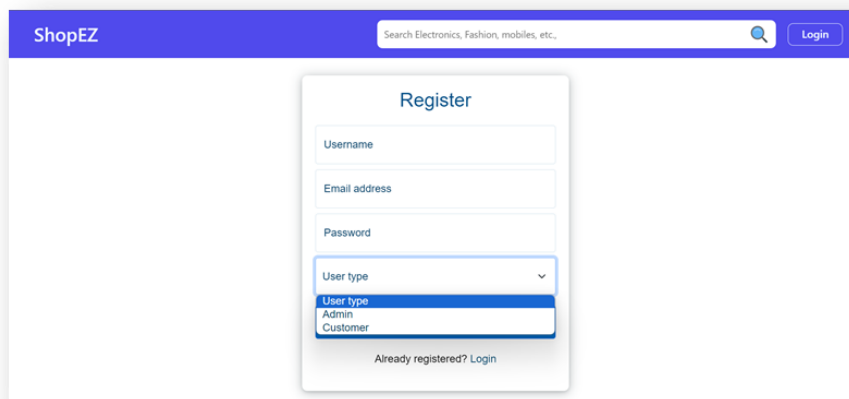 ShopEZ
Search Electronics, Fashion, mobiles, etc.,
Login
Register
Username
Email address
Password
User type
User type
Admin
Customer
Already registered? Login